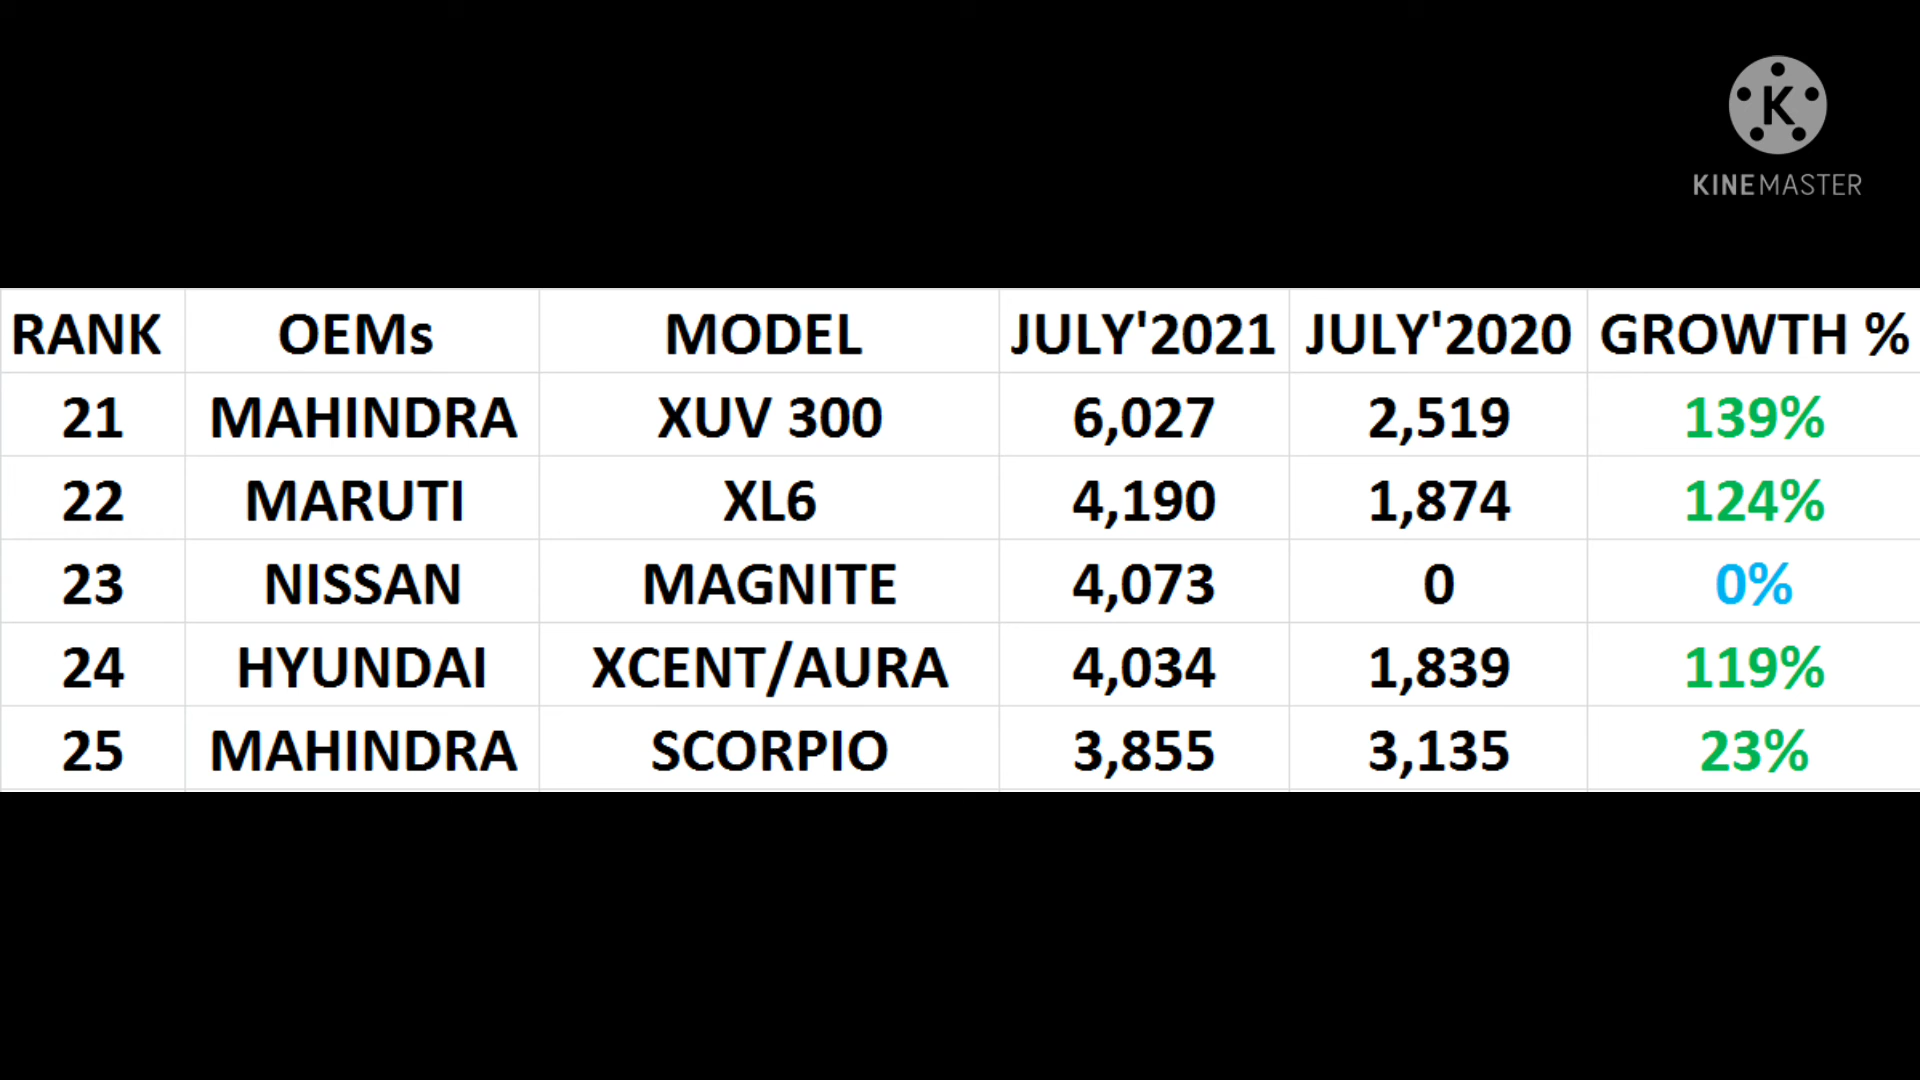 K
KINEMASTER
RANK OEMs MODEL JULY'2021 JULY'2020 GROWTH %
21 MAHINDRA XUV 300 6,027 2,519 139%
22 MARUTI XL6 4,190 1,874 124%
23 NISSAN MAGNITE 4,073 0 0%
24 HYUNDAI XCENT/AURA 4,034 1,839 119%
25 MAHINDRA SCORPIO 3,855 3,135 23%